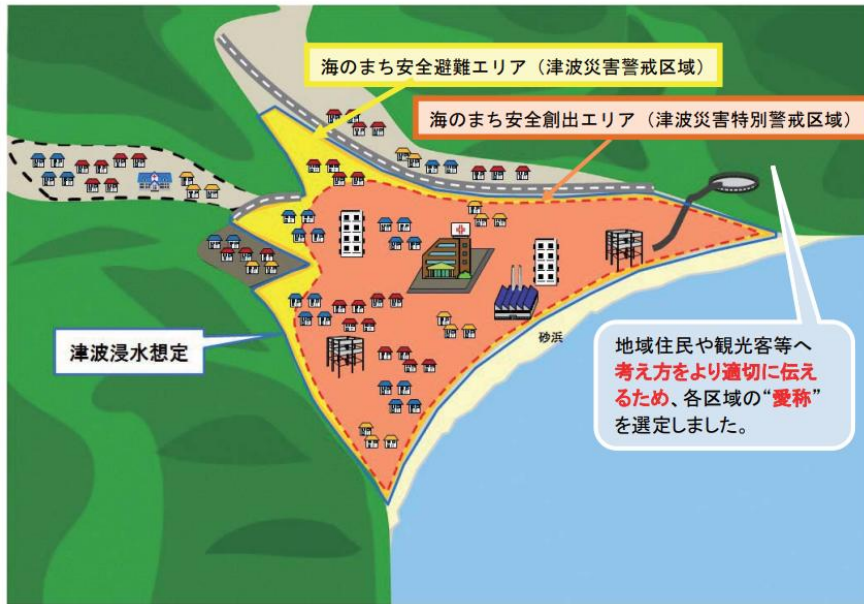 海のまち安全避難エリア（津波災害警戒区域）
海のまち安全創出エリア（津波災害特別警戒区域）
津波浸水想定
砂浜
地域住民や観光客等へ
考え方をより適切に伝え
るため、各区域の“愛称”
を選定しました。